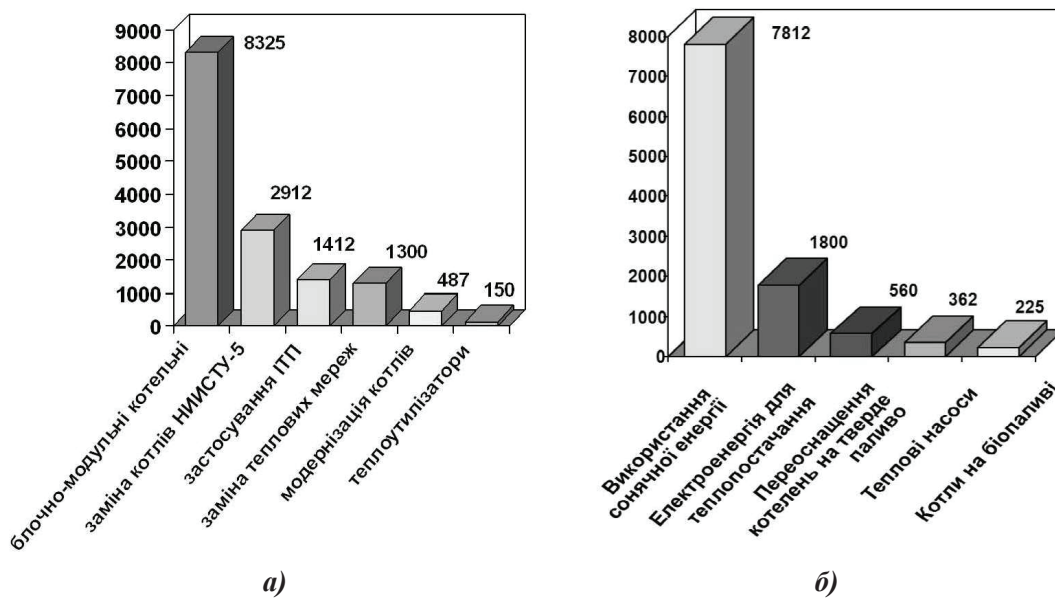 9000
8000
7000
6000
5000
4000
3000
2000
1000
0
8325
2912
1412
1300
487
150
блочно-модульні котельні
заміна котлів НИИСТУ-5
застосування ІТП
заміна теплових мереж
модернізація котлів
теплоутилізатори
а)
8000
7000
6000
5000
4000
3000
2000
1000
0
7812
1800
560
362
225
Використання
сонячної енергії
Електроенергія для
теплопостачання
Переоснащення
котелень на тверде
паливо
Теплові насоси
Котли на біопаливі
б)